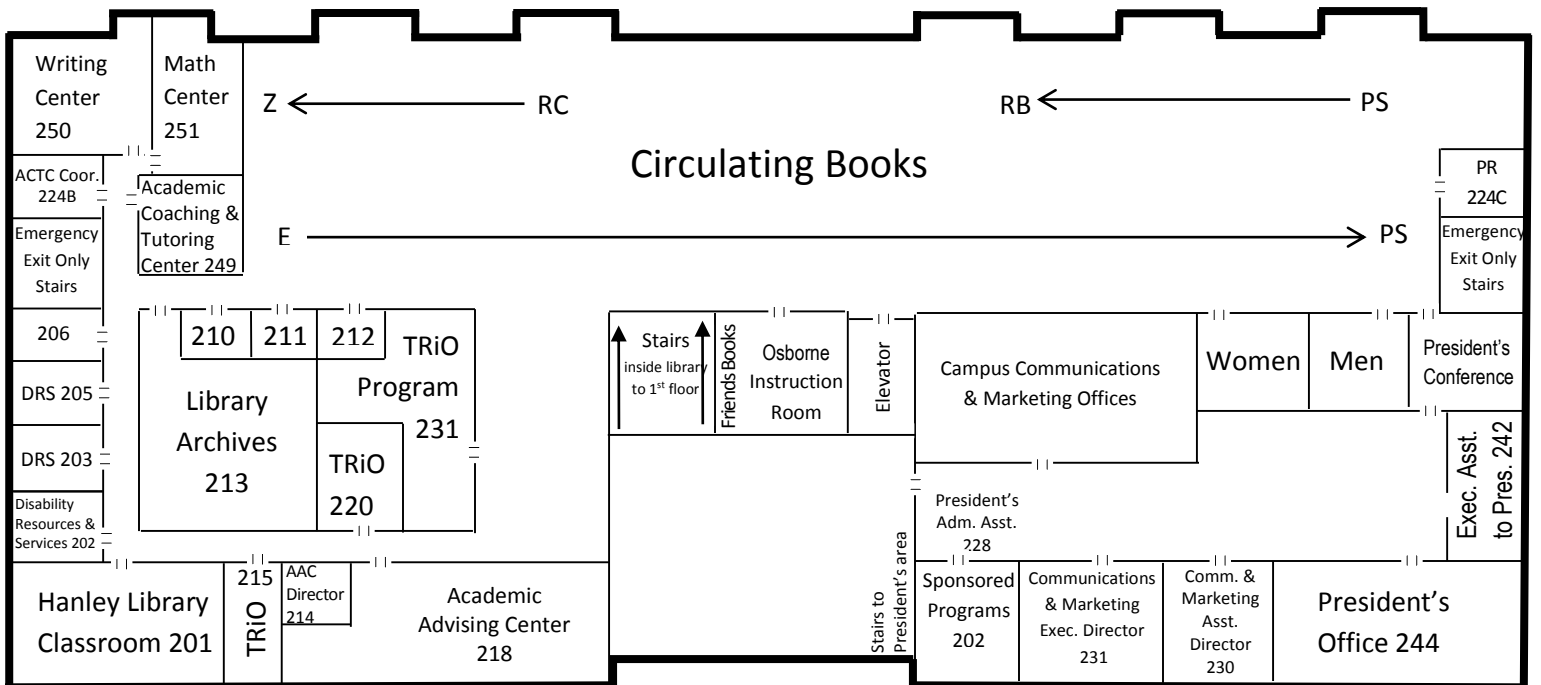 Writing
Center
250
Math
Center
251
Z
RC
RB
PS
Circulating Books
ACTC Coor.
224B
Academic
Coaching &
Tutoring
Center 249
PR
224C
E
PS
Emergency
Exit Only
Stairs
Emergency
Exit Only
Stairs
206
210
211
212
TRiO
Program
231
Stairs
inside library
to 1st floor
Friends Books
Osborne
Instruction
Room
Elevator
Campus Communications
& Marketing Offices
Women
Men
President's
Conference
DRS 205
Library
Archives
213
DRS 203
TRiO
220
Exec. Asst.
to Pres. 242
Disability
Resources &
Services 202
President's
Adm. Asst.
228
Stairs to
President's area
Hanley Library
Classroom 201
215
TRiO
AAC
Director
214
Academic
Advising Center
218
Sponsored
Programs
202
Communications
& Marketing
Exec. Director
231
Comm. &
Marketing
Asst.
Director
230
President's
Office 244